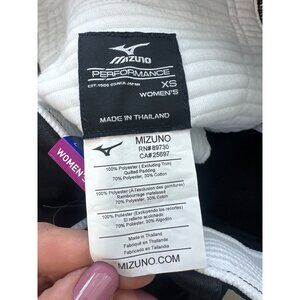 MIZUNO
PERFORMANCE
EST. 1906 OSAKA JAPAN
XS
WOMEN'S
MADE IN THAILAND
WOMEN'S
MIZUNO
RN#89730
CA#25697
100% Polyester (Excluding Trim)
Quilted Padding
70% Polyester, 30% Cotton
100% Polyester (À l'exclusion des garnitures)
Rembourrage matelassé
70% Polyester, 30% Coton
100% Poliéster (Excluyendo los recortes)
El relleno acolchado
70% Poliéster, 30% Algodón
Made in Thailand
Fabriqué en Thaïlande
Fabricado en Tailandia
MIZUNO.COM